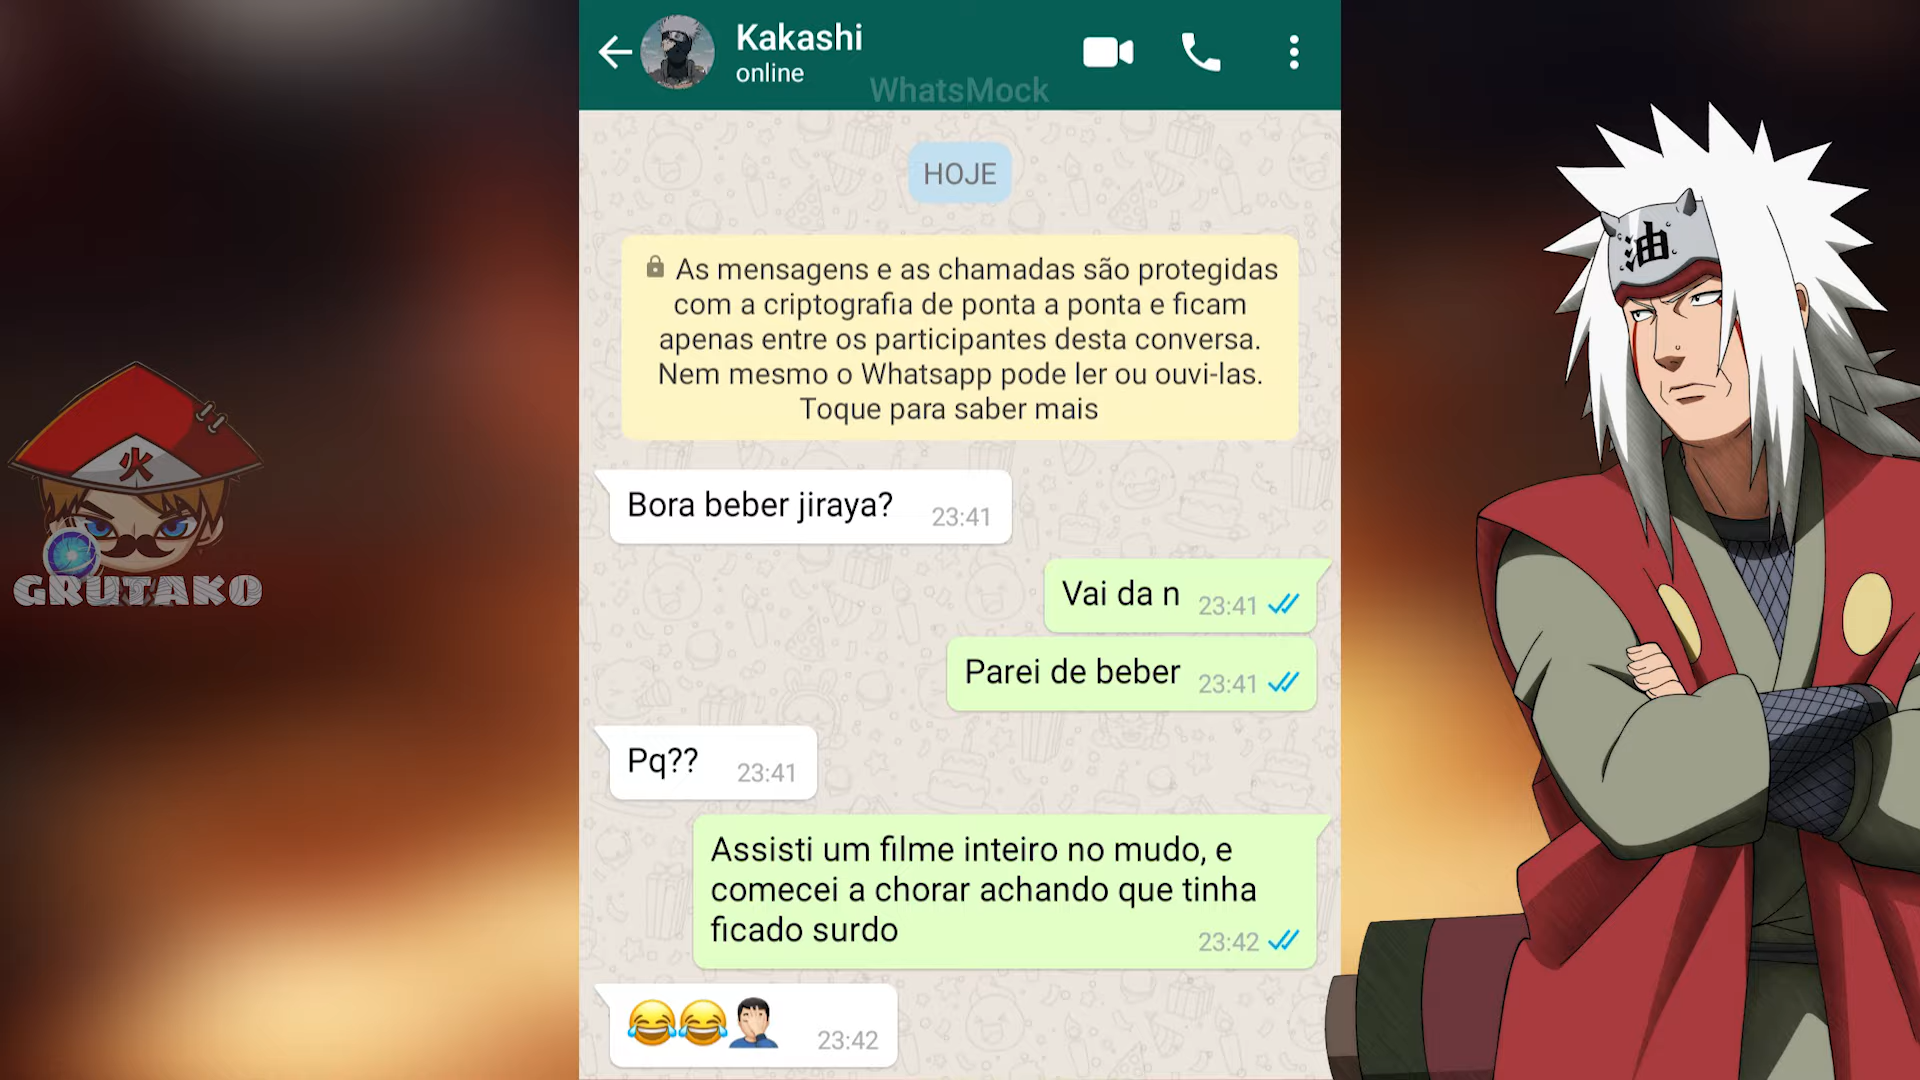 Kakashi
online
WhatsMock
HOJE
As mensagens e as chamadas são protegidas
com a criptografia de ponta a ponta e ficam
apenas entre os participantes desta conversa.
Nem mesmo o Whatsapp pode ler ou ouvi-las.
Toque para saber mais
Bora beber jiraya? 23:41
Vai da n 23:41
Parei de beber 23:41
Pq?? 23:41
Assisti um filme inteiro no mudo, e
comecei a chorar achando que tinha
ficado surdo 23:42
😂😂🤦🏻‍♂️ 23:42
火
GRUTAKO
油